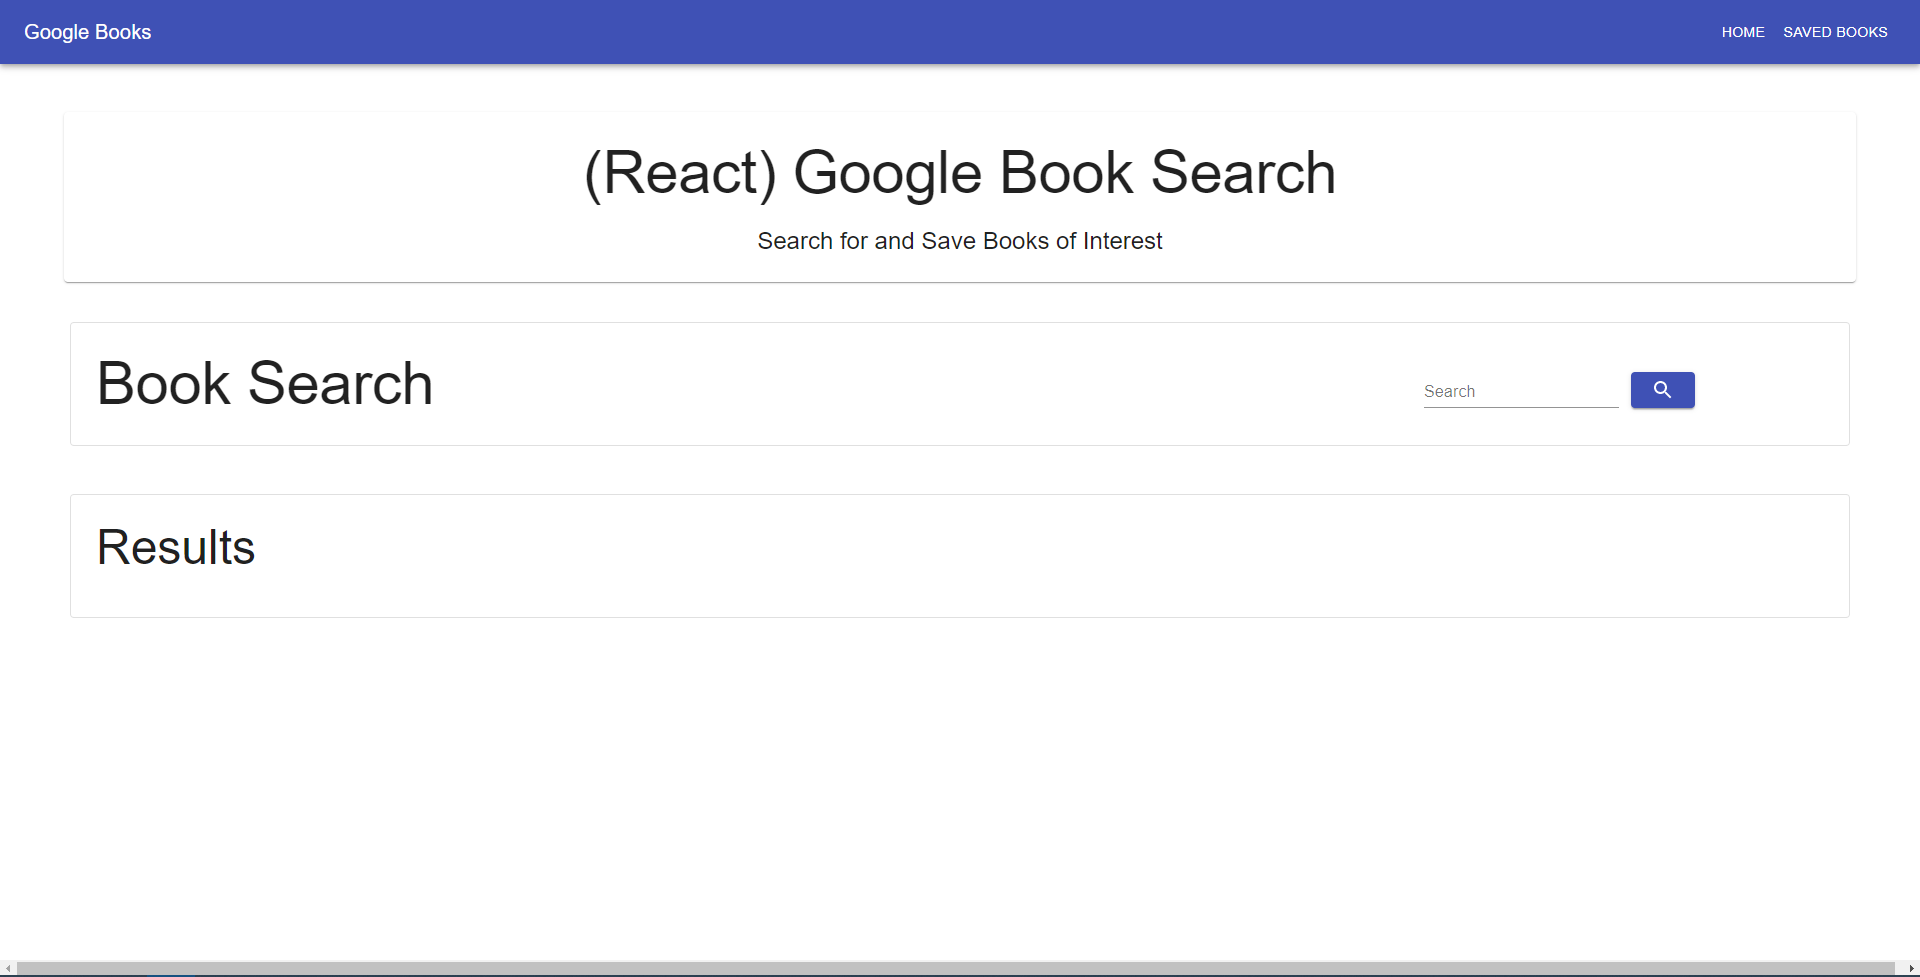 Google Books
HOME SAVED BOOKS
(React) Google Book Search
Search for and Save Books of Interest
Book Search
Search
Results